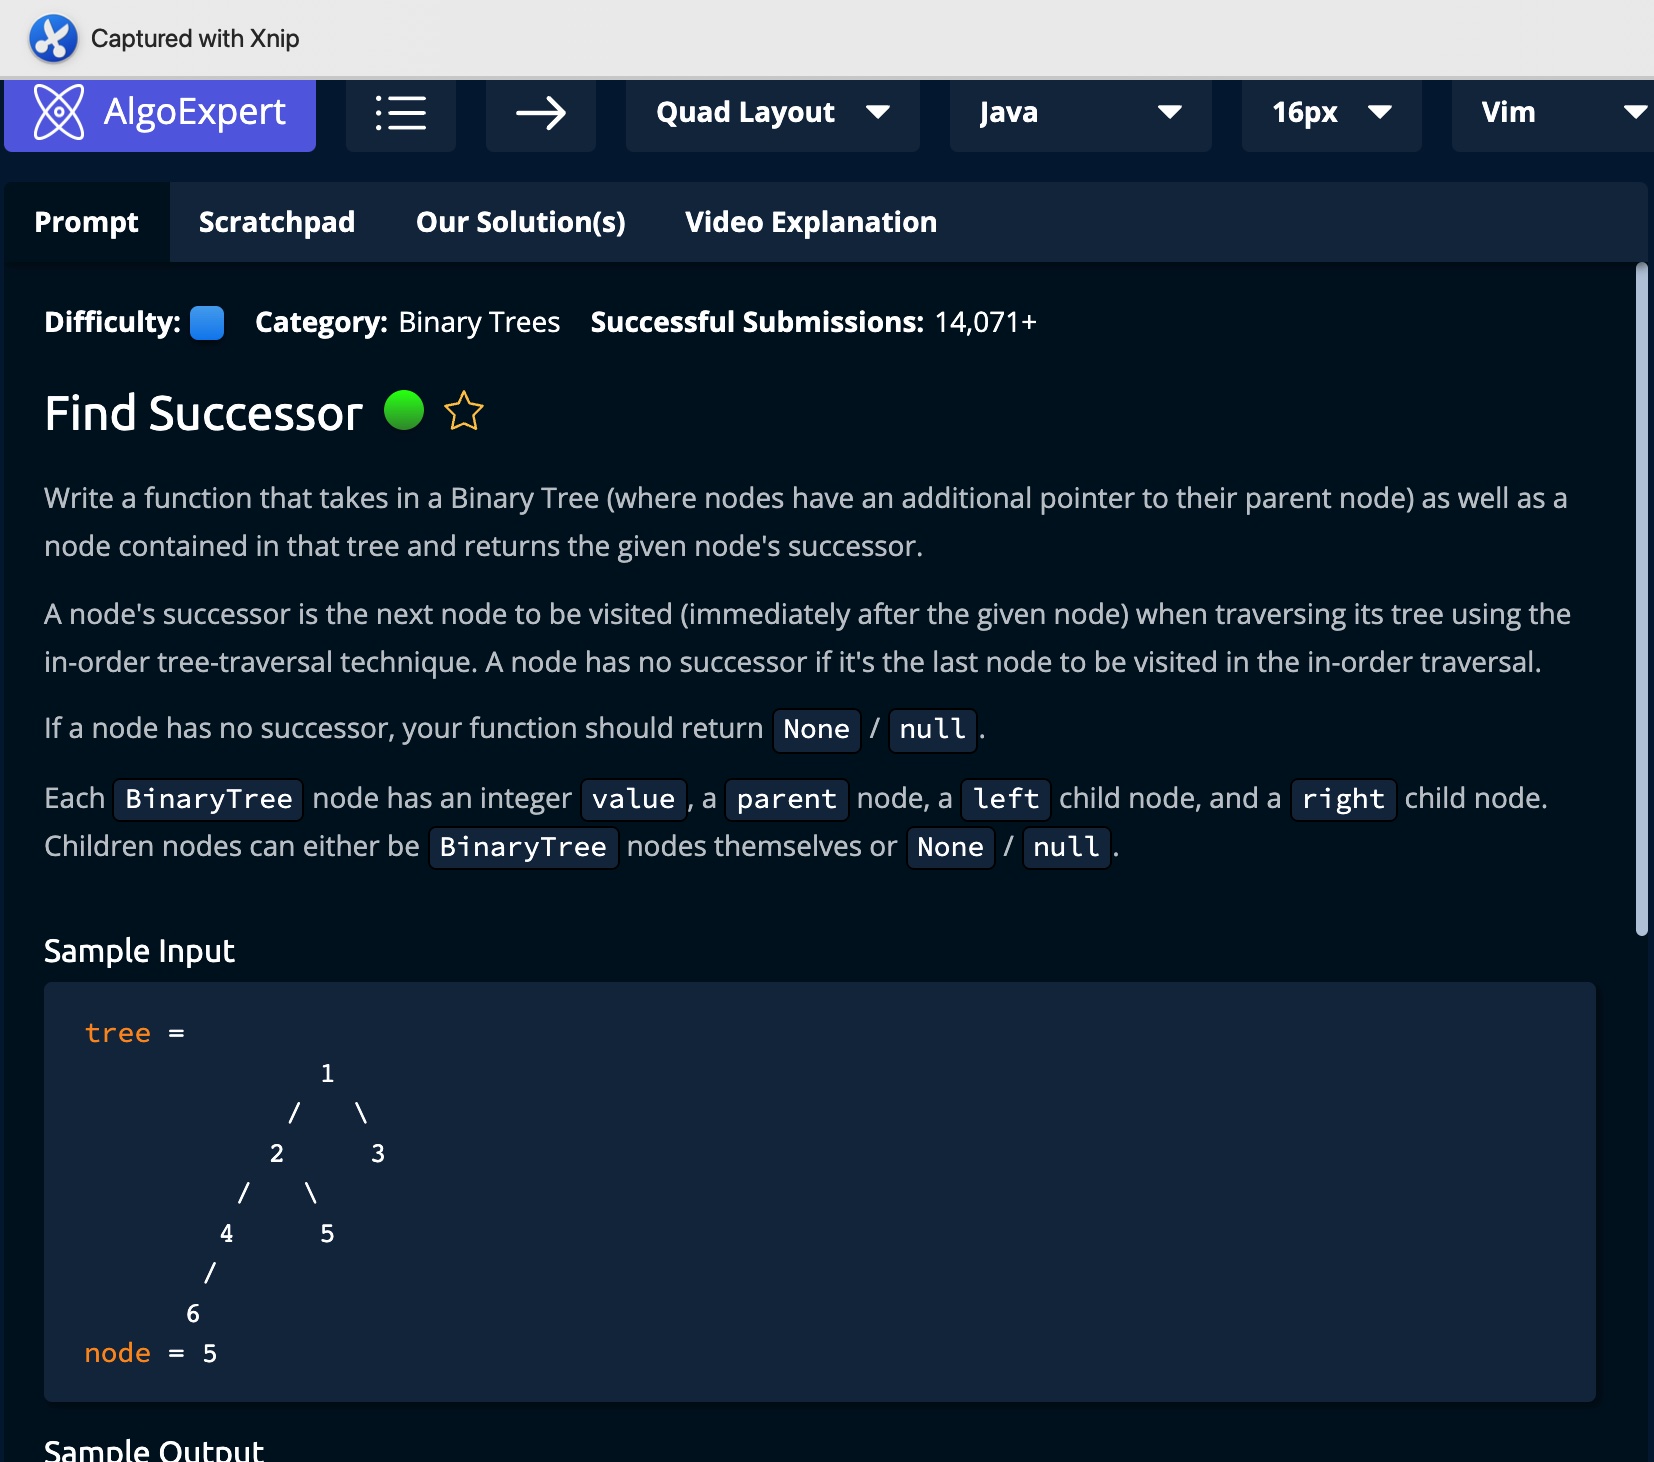 Captured with Xnip
AlgoExpert Quad Layout Java 16px Vim
Prompt Scratchpad Our Solution(s) Video Explanation
Difficulty: Category: Binary Trees Successful Submissions: 14,071+
Find Successor
Write a function that takes in a Binary Tree (where nodes have an additional pointer to their parent node) as well as a
node contained in that tree and returns the given node's successor.
A node's successor is the next node to be visited (immediately after the given node) when traversing its tree using the
in-order tree-traversal technique. A node has no successor if it's the last node to be visited in the in-order traversal.
If a node has no successor, your function should return None / null.
Each BinaryTree node has an integer value, a parent node, a left child node, and a right child node.
Children nodes can either be BinaryTree nodes themselves or None / null.
Sample Input
tree =
1
/ \
2 3
/ \
4 5
/
6
node = 5
Sample Output